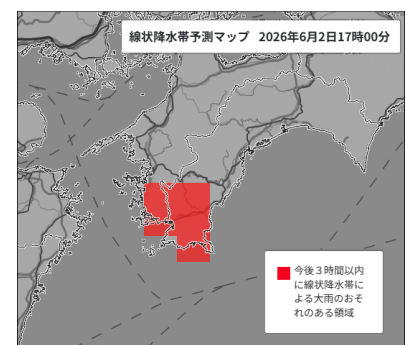 線状降水帯予測マップ 2026年6月2日17時00分
今後３時間以内
に線状降水帯に
よる大雨のおそ
れのある領域